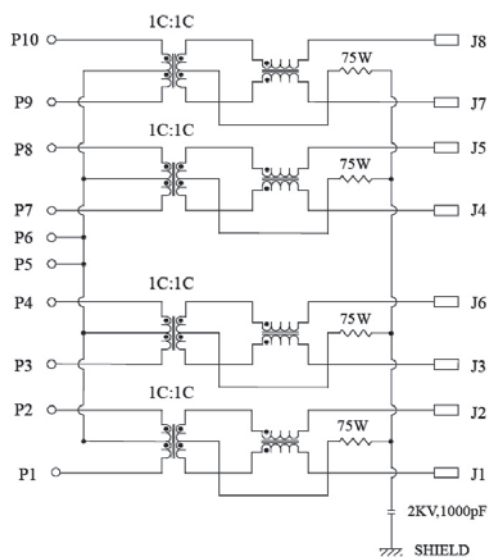 1C:1C
P10
J8
75W
P9
J7
1C:1C
P8
J5
75W
P7
J4
P6
P5
1C:1C
P4
J6
75W
P3
J3
1C:1C
P2
J2
75W
P1
J1
2KV,1000pF
SHIELD